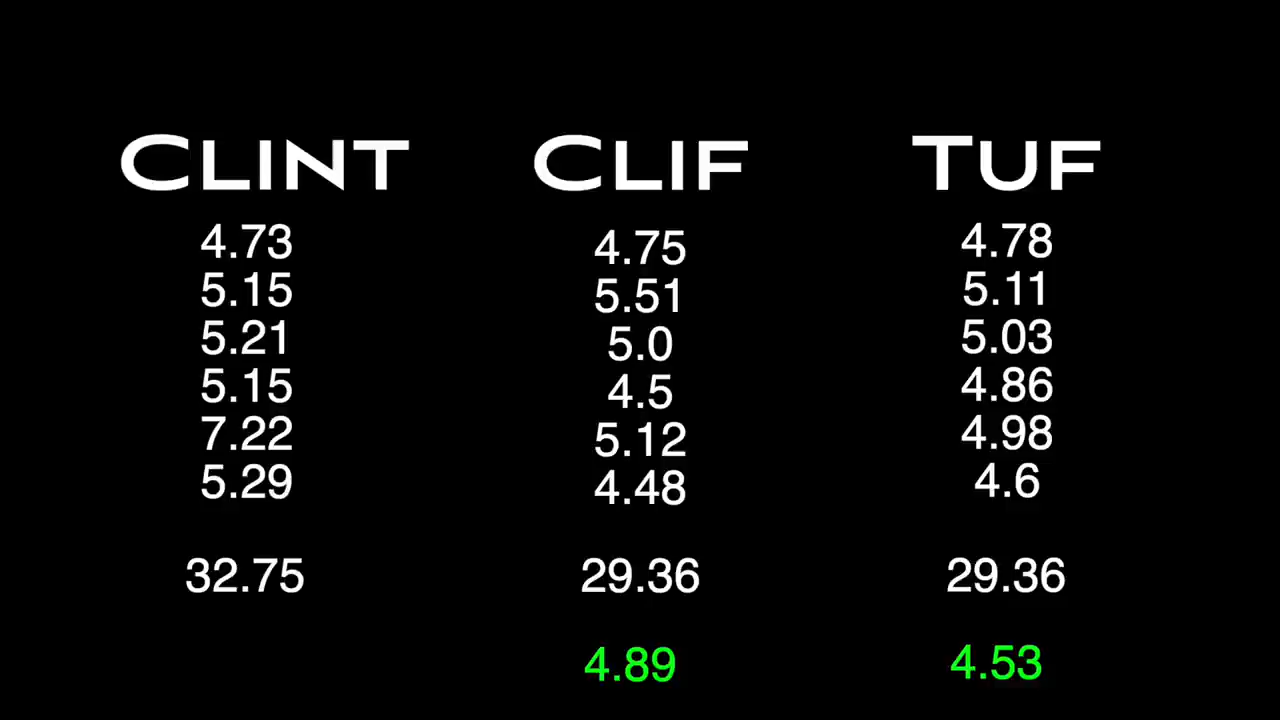 CLINT CLIF TUF
4.73 4.75 4.78
5.15 5.51 5.11
5.21 5.0 5.03
5.15 4.5 4.86
7.22 5.12 4.98
5.29 4.48 4.6
32.75 29.36 29.36
4.89 4.53